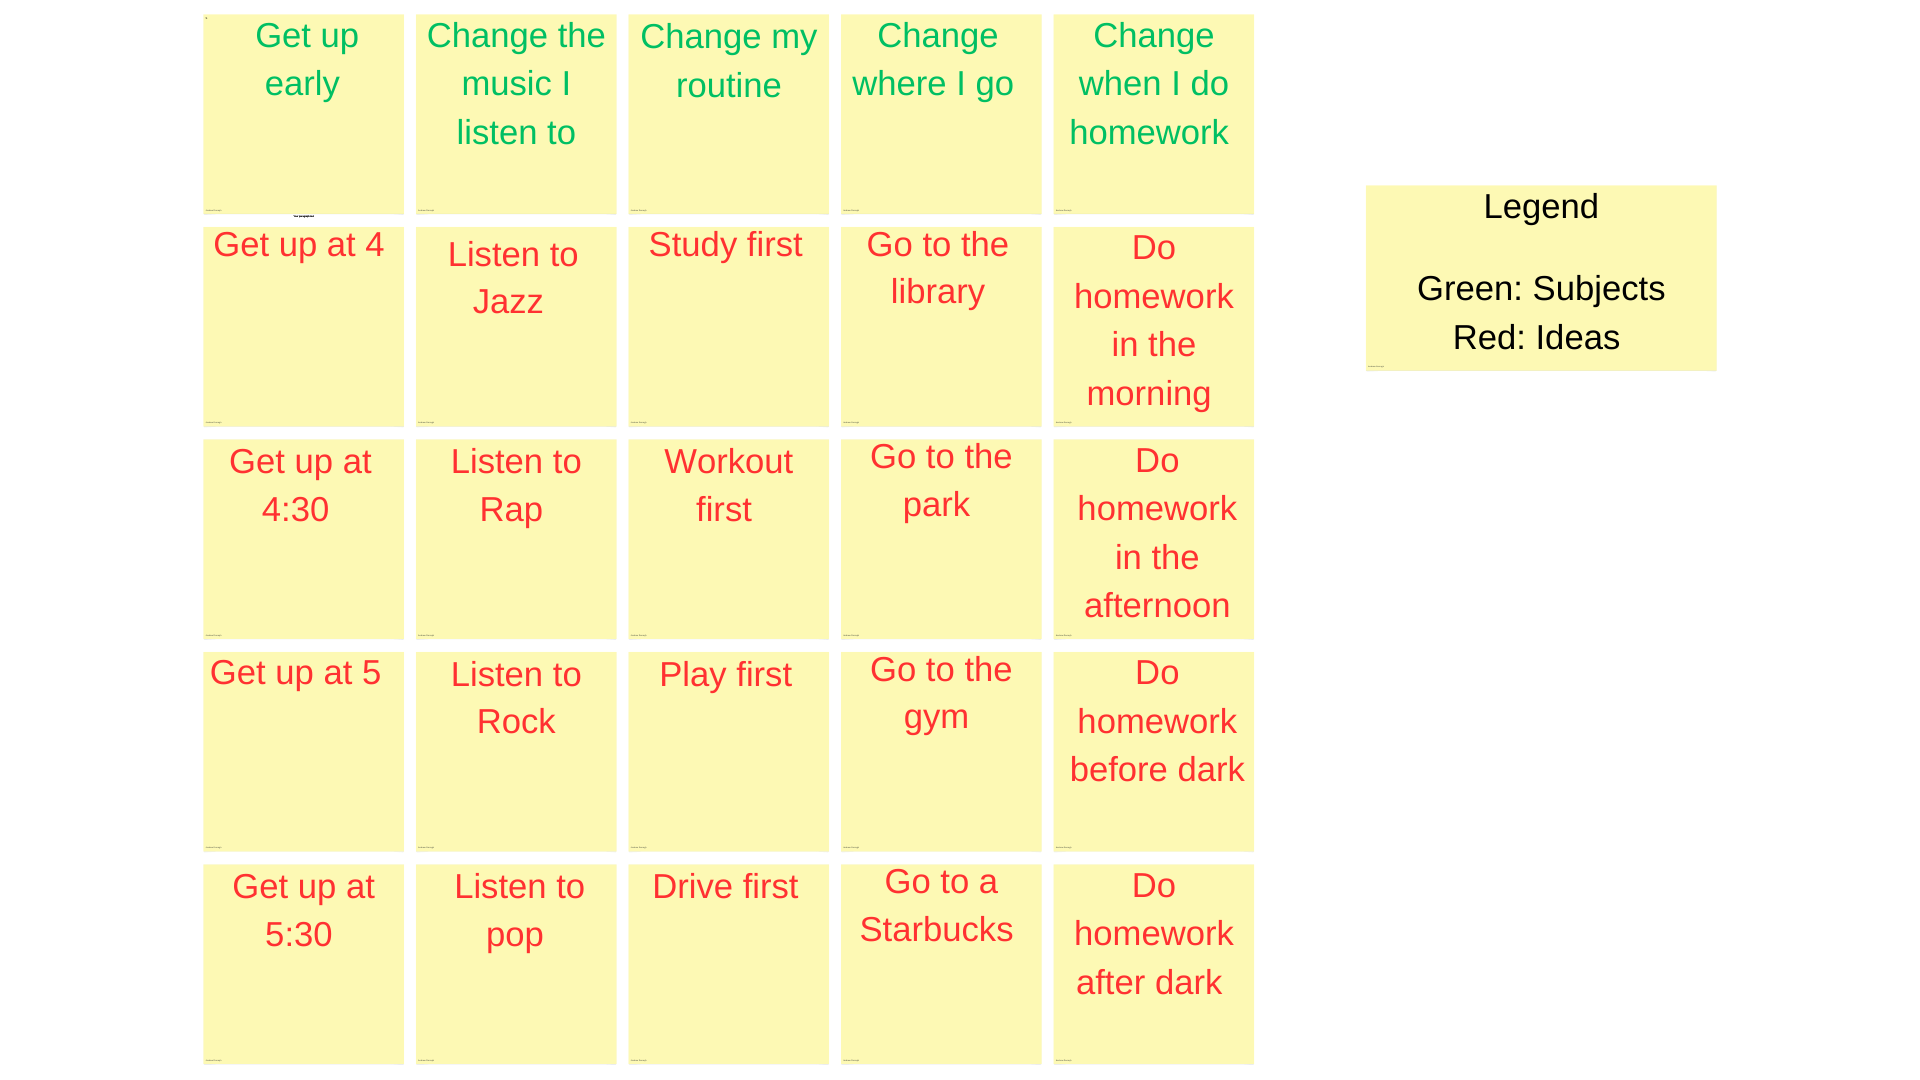 Get up
early
Change the
music I
listen to
Change my
routine
Change
where I go
Change
when I do
homework
Get up at 4
Listen to
Jazz
Study first
Go to the
library
Do
homework
in the
morning
Get up at
4:30
Listen to
Rap
Workout
first
Go to the
park
Do
homework
in the
afternoon
Get up at 5
Listen to
Rock
Play first
Go to the
gym
Do
homework
before dark
Get up at
5:30
Listen to
pop
Drive first
Go to a
Starbucks
Do
homework
after dark
Legend
Green: Subjects
Red: Ideas